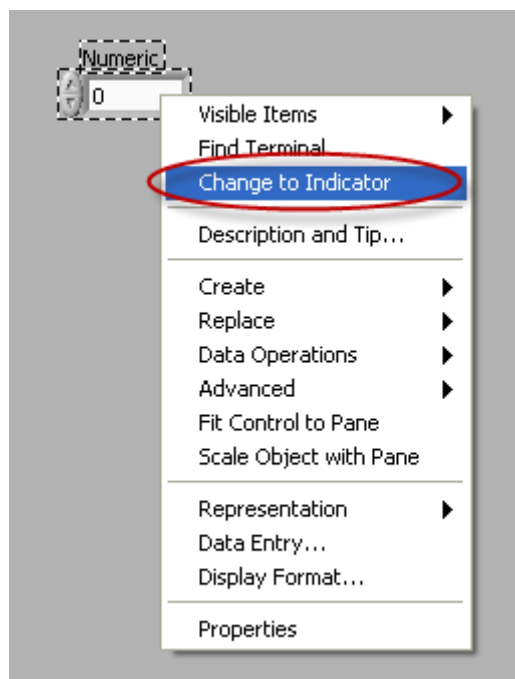 Numeric
0
Visible Items
Find Terminal
Change to Indicator
Description and Tip...
Create
Replace
Data Operations
Advanced
Fit Control to Pane
Scale Object with Pane
Representation
Data Entry...
Display Format...
Properties